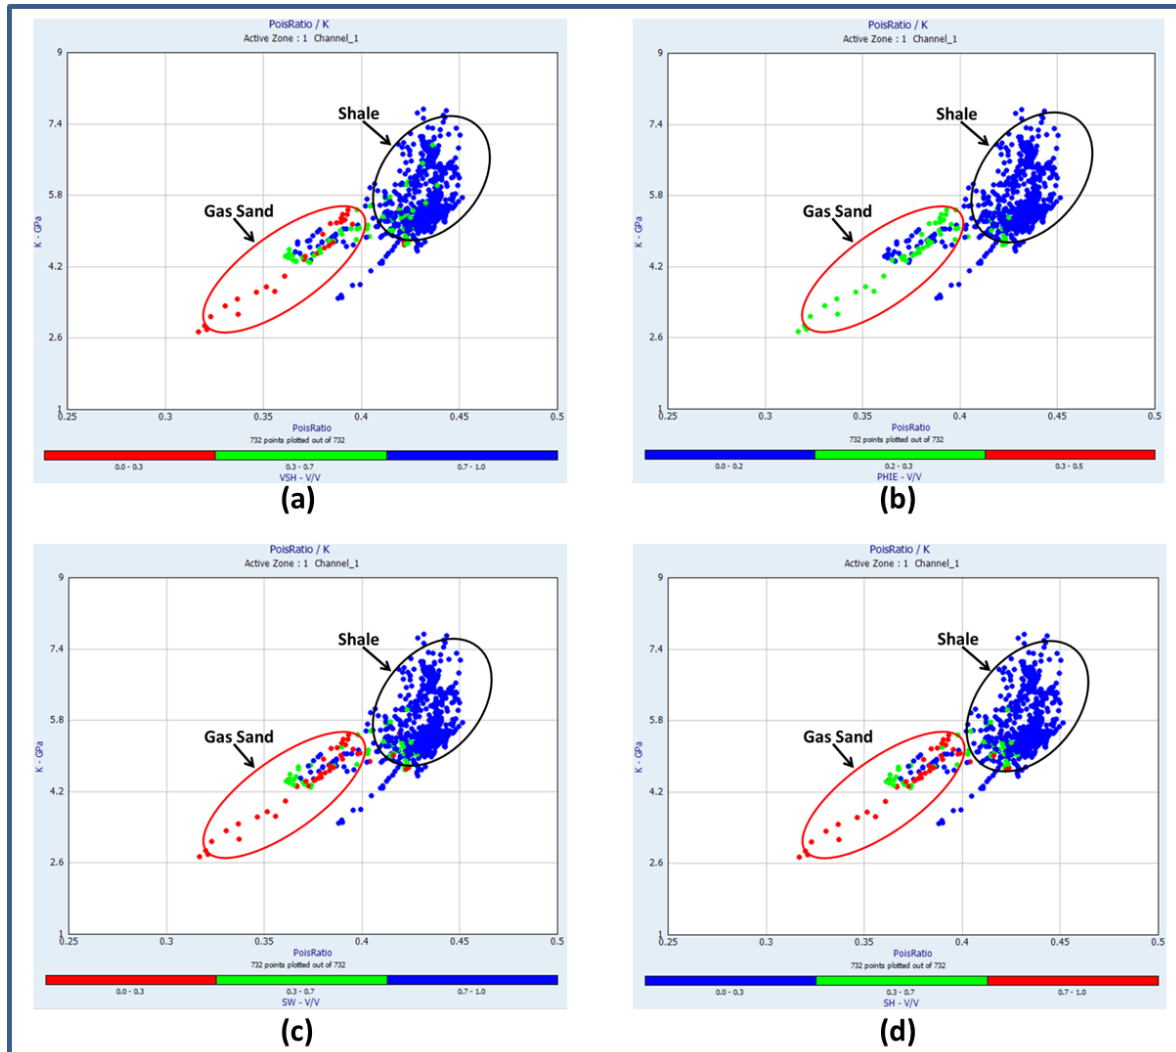 PoisRatio / K
Active Zone : 1 Channel_1
9
7.4
5.8
4.2
2.6
1
K - GPa
Shale
Gas Sand
0.25
0.3
0.35
0.4
0.45
0.5
PoisRatio
732 points plotted out of 732
0.0 - 0.3
0.3 - 0.7
0.7 - 1.0
VSH - V/V
(a)
PoisRatio / K
Active Zone : 1 Channel_1
9
7.4
5.8
4.2
2.6
1
K - GPa
Shale
Gas Sand
0.25
0.3
0.35
0.4
0.45
0.5
PoisRatio
732 points plotted out of 732
0.0 - 0.2
0.2 - 0.3
0.3 - 0.5
PHIE - V/V
(b)
PoisRatio / K
Active Zone : 1 Channel_1
9
7.4
5.8
4.2
2.6
1
K - GPa
Shale
Gas Sand
0.25
0.3
0.35
0.4
0.45
0.5
PoisRatio
732 points plotted out of 732
0.0 - 0.3
0.3 - 0.7
0.7 - 1.0
SW - V/V
(c)
PoisRatio / K
Active Zone : 1 Channel_1
9
7.4
5.8
4.2
2.6
1
K - GPa
Shale
Gas Sand
0.25
0.3
0.35
0.4
0.45
0.5
PoisRatio
732 points plotted out of 732
0.0 - 0.3
0.3 - 0.7
0.7 - 1.0
SH - V/V
(d)